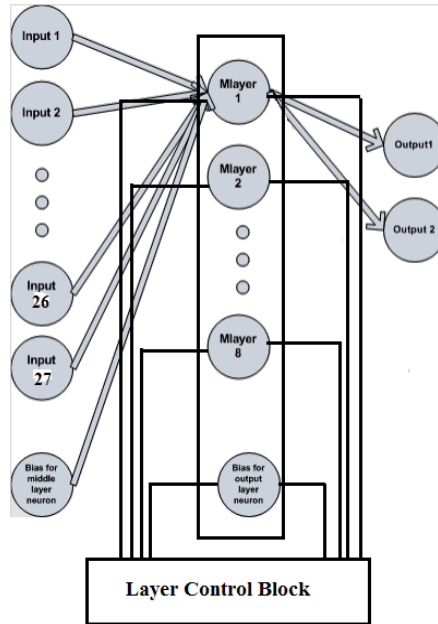 Input 1
Input 2
Input
26
Input
27
Bias for
middle
layer
neuron
Mlayer
1
Mlayer
2
Mlayer
8
Bias for
output
layer
neuron
Output1
Output 2
Layer Control Block